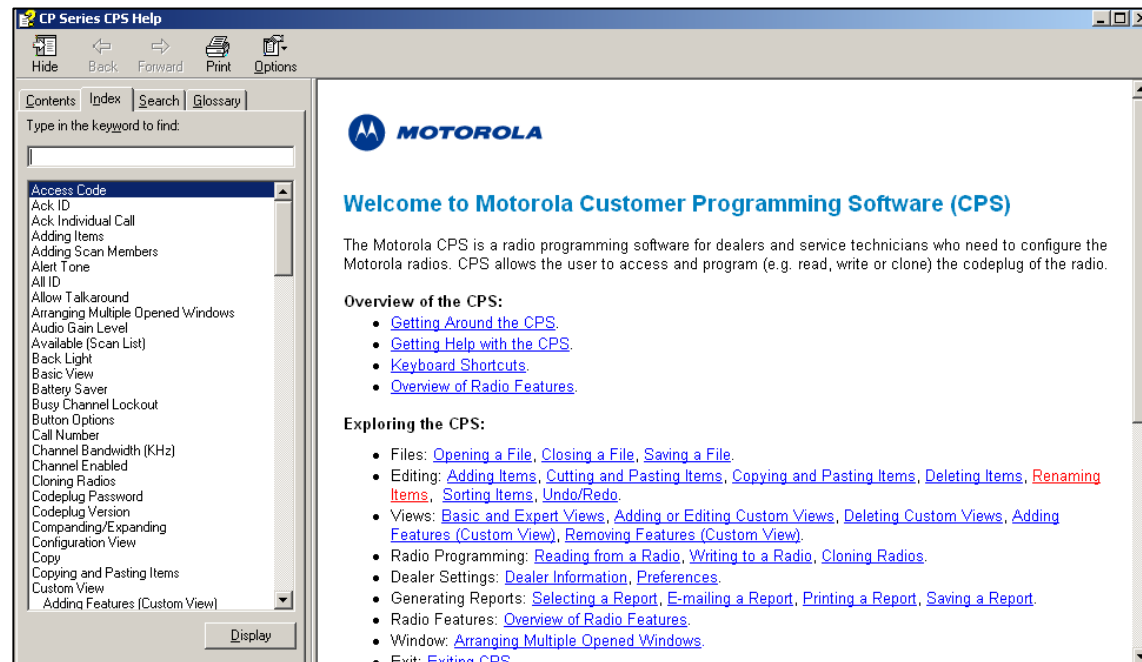 CP Series CPS Help
Hide Back Forward Print Options
Contents Index Search Glossary
Type in the keyword to find:
Access Code
Ack ID
Ack Individual Call
Adding Items
Adding Scan Members
Alert Tone
All ID
Allow Talkaround
Arranging Multiple Opened Windows
Audio Gain Level
Available (Scan List)
Back Light
Basic View
Battery Saver
Busy Channel Lockout
Button Options
Call Number
Channel Bandwidth (KHz)
Channel Enabled
Cloning Radios
Codeplug Password
Codeplug Version
Companding/Expanding
Configuration View
Copy
Copying and Pasting Items
Custom View
Adding Features (Custom View)
Display
MOTOROLA
Welcome to Motorola Customer Programming Software (CPS)
The Motorola CPS is a radio programming software for dealers and service technicians who need to configure the
Motorola radios. CPS allows the user to access and program (e.g. read, write or clone) the codeplug of the radio.
Overview of the CPS:
• Getting Around the CPS.
• Getting Help with the CPS.
• Keyboard Shortcuts.
• Overview of Radio Features.
Exploring the CPS:
• Files: Opening a File, Closing a File, Saving a File.
• Editing: Adding Items, Cutting and Pasting Items, Copying and Pasting Items, Deleting Items, Renaming
Items, Sorting Items, Undo/Redo.
• Views: Basic and Expert Views, Adding or Editing Custom Views, Deleting Custom Views, Adding
Features (Custom View), Removing Features (Custom View).
• Radio Programming: Reading from a Radio, Writing to a Radio, Cloning Radios.
• Dealer Settings: Dealer Information, Preferences.
• Generating Reports: Selecting a Report, E-mailing a Report, Printing a Report, Saving a Report.
• Radio Features: Overview of Radio Features.
• Window: Arranging Multiple Opened Windows.
• Exit: Exiting CPS.